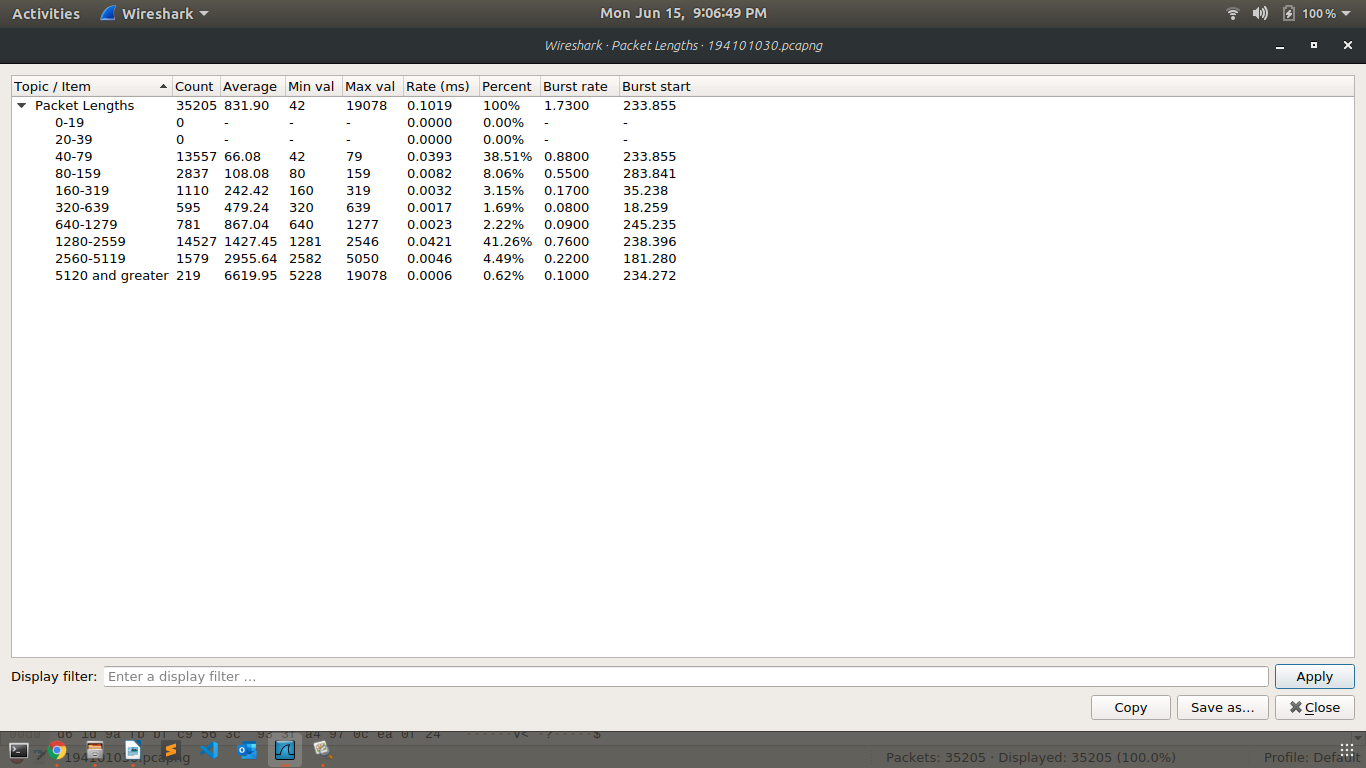 Activities Wireshark Mon Jun 15, 9:06:49 PM 100 %
Wireshark · Packet Lengths · 194101030.pcapng
Topic / Item Count Average Min val Max val Rate (ms) Percent Burst rate Burst start
Packet Lengths 35205 831.90 42 19078 0.1019 100% 1.7300 233.855
0-19 0 - - - 0.0000 0.00% - -
20-39 0 - - - 0.0000 0.00% - -
40-79 13557 66.08 42 79 0.0393 38.51% 0.8800 233.855
80-159 2837 108.08 80 159 0.0082 8.06% 0.5500 283.841
160-319 1110 242.42 160 319 0.0032 3.15% 0.1700 35.238
320-639 595 479.24 320 639 0.0017 1.69% 0.0800 18.259
640-1279 781 867.04 640 1277 0.0023 2.22% 0.0900 245.235
1280-2559 14527 1427.45 1281 2546 0.0421 41.26% 0.7600 238.396
2560-5119 1579 2955.64 2582 5050 0.0046 4.49% 0.2200 181.280
5120 and greater 219 6619.95 5228 19078 0.0006 0.62% 0.1000 234.272
Display filter: Enter a display filter … Apply
Copy Save as… Close
194101030.pcapng Packets: 35205 · Displayed: 35205 (100.0%) Profile: Default